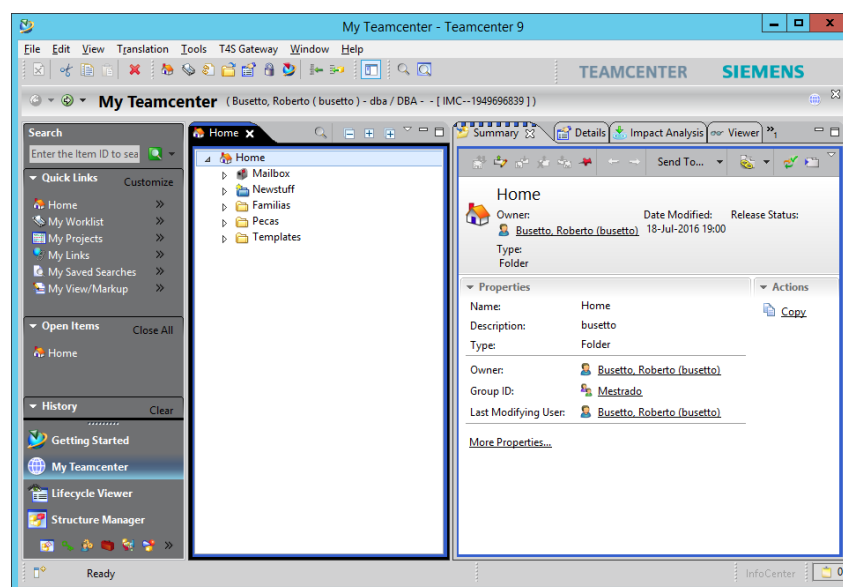 My Teamcenter - Teamcenter 9
File Edit View Translation Tools T4S Gateway Window Help
TEAMCENTER SIEMENS
My Teamcenter ( Busetto, Roberto ( busetto ) - dba / DBA - - [ IMC--1949696839 ] )
Search
Enter the Item ID to sea
Quick Links Customize
Home
My Worklist
My Projects
My Links
My Saved Searches
My View/Markup
Open Items Close All
Home
History Clear
Getting Started
My Teamcenter
Lifecycle Viewer
Structure Manager
Home
Home
Mailbox
Newstuff
Familias
Pecas
Templates
Summary Details Impact Analysis Viewer »1
Send To...
Home
Owner: Date Modified: Release Status:
Busetto, Roberto (busetto) 18-Jul-2016 19:00
Type:
Folder
Properties
Name: Home
Description: busetto
Type: Folder
Owner: Busetto, Roberto (busetto)
Group ID: Mestrado
Last Modifying User: Busetto, Roberto (busetto)
More Properties...
Actions
Copy
Ready InfoCenter 0